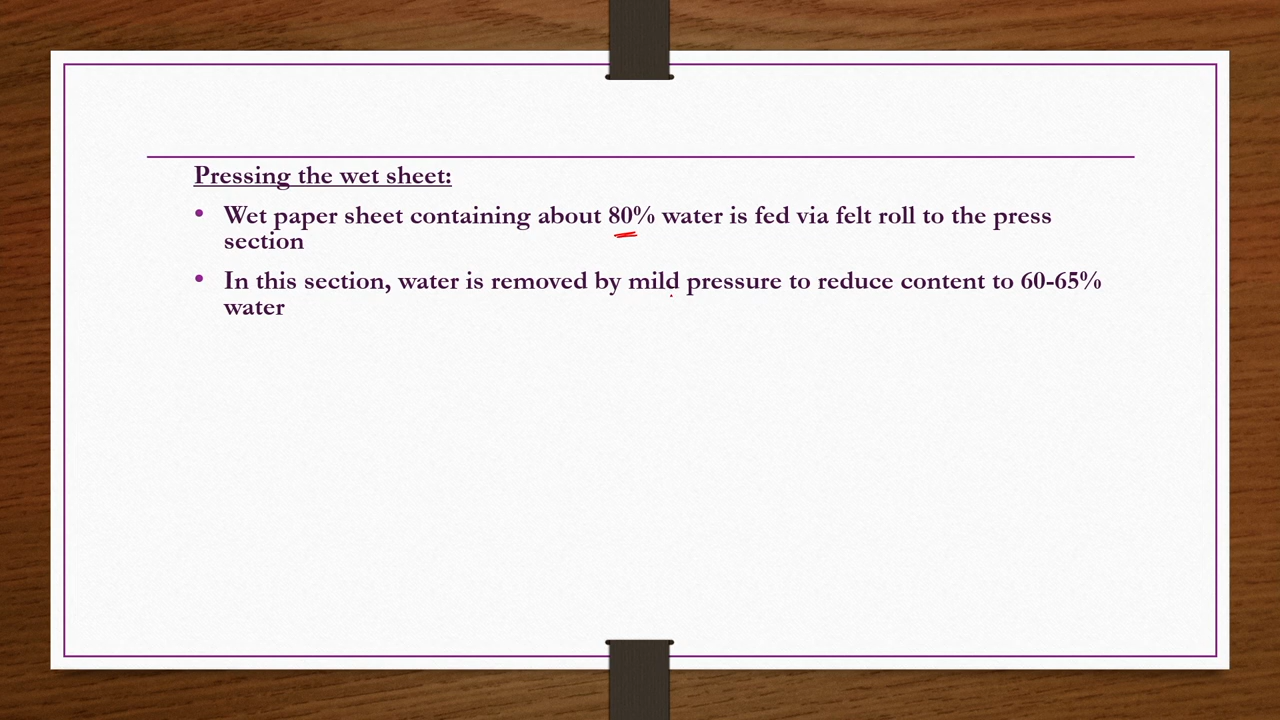 Pressing the wet sheet:
• Wet paper sheet containing about 80% water is fed via felt roll to the press
section
• In this section, water is removed by mild pressure to reduce content to 60-65%
water